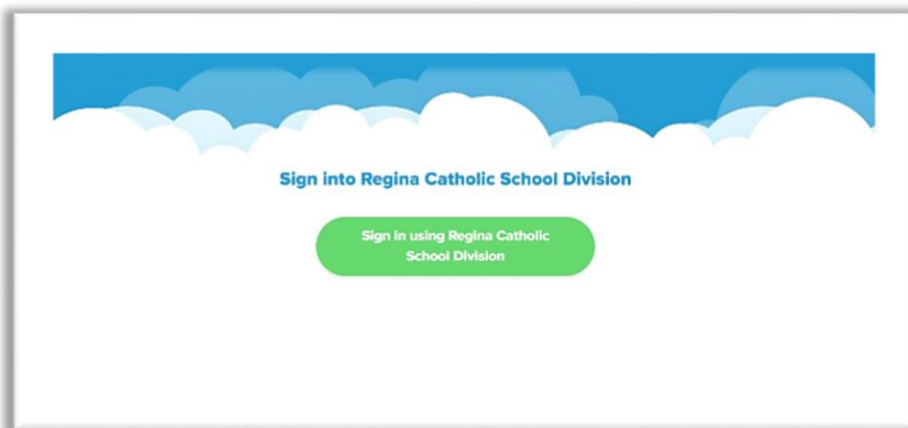 Sign into Regina Catholic School Division
Sign in using Regina Catholic
School Division